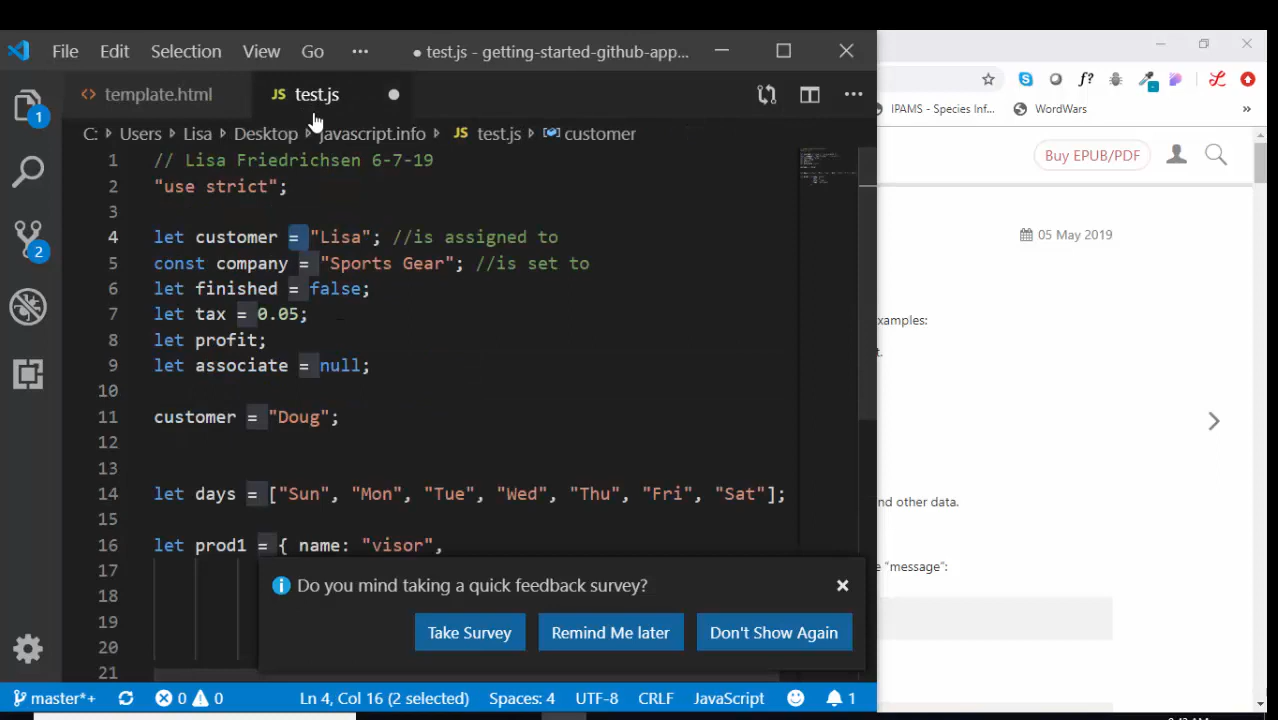 File Edit Selection View Go ··· ● test.js - getting-started-github-app...
<> template.html JS test.js ●
C: › Users › Lisa › Desktop › javascript.info › JS test.js › customer
1 // Lisa Friedrichsen 6-7-19
2 "use strict";
3
4 let customer = "Lisa"; //is assigned to
5 const company = "Sports Gear"; //is set to
6 let finished = false;
7 let tax = 0.05;
8 let profit;
9 let associate = null;
10
11 customer = "Doug";
12
13
14 let days = ["Sun", "Mon", "Tue", "Wed", "Thu", "Fri", "Sat"];
15
16 let prod1 = { name: "visor",
17
18
19
20
21
1
2
Do you mind taking a quick feedback survey?
Take Survey Remind Me later Don't Show Again
master*+ 0 0 Ln 4, Col 16 (2 selected) Spaces: 4 UTF-8 CRLF JavaScript 1
f?
IPAMS - Species Inf... WordWars »
Buy EPUB/PDF
05 May 2019
examples:
nd other data.
e "message":